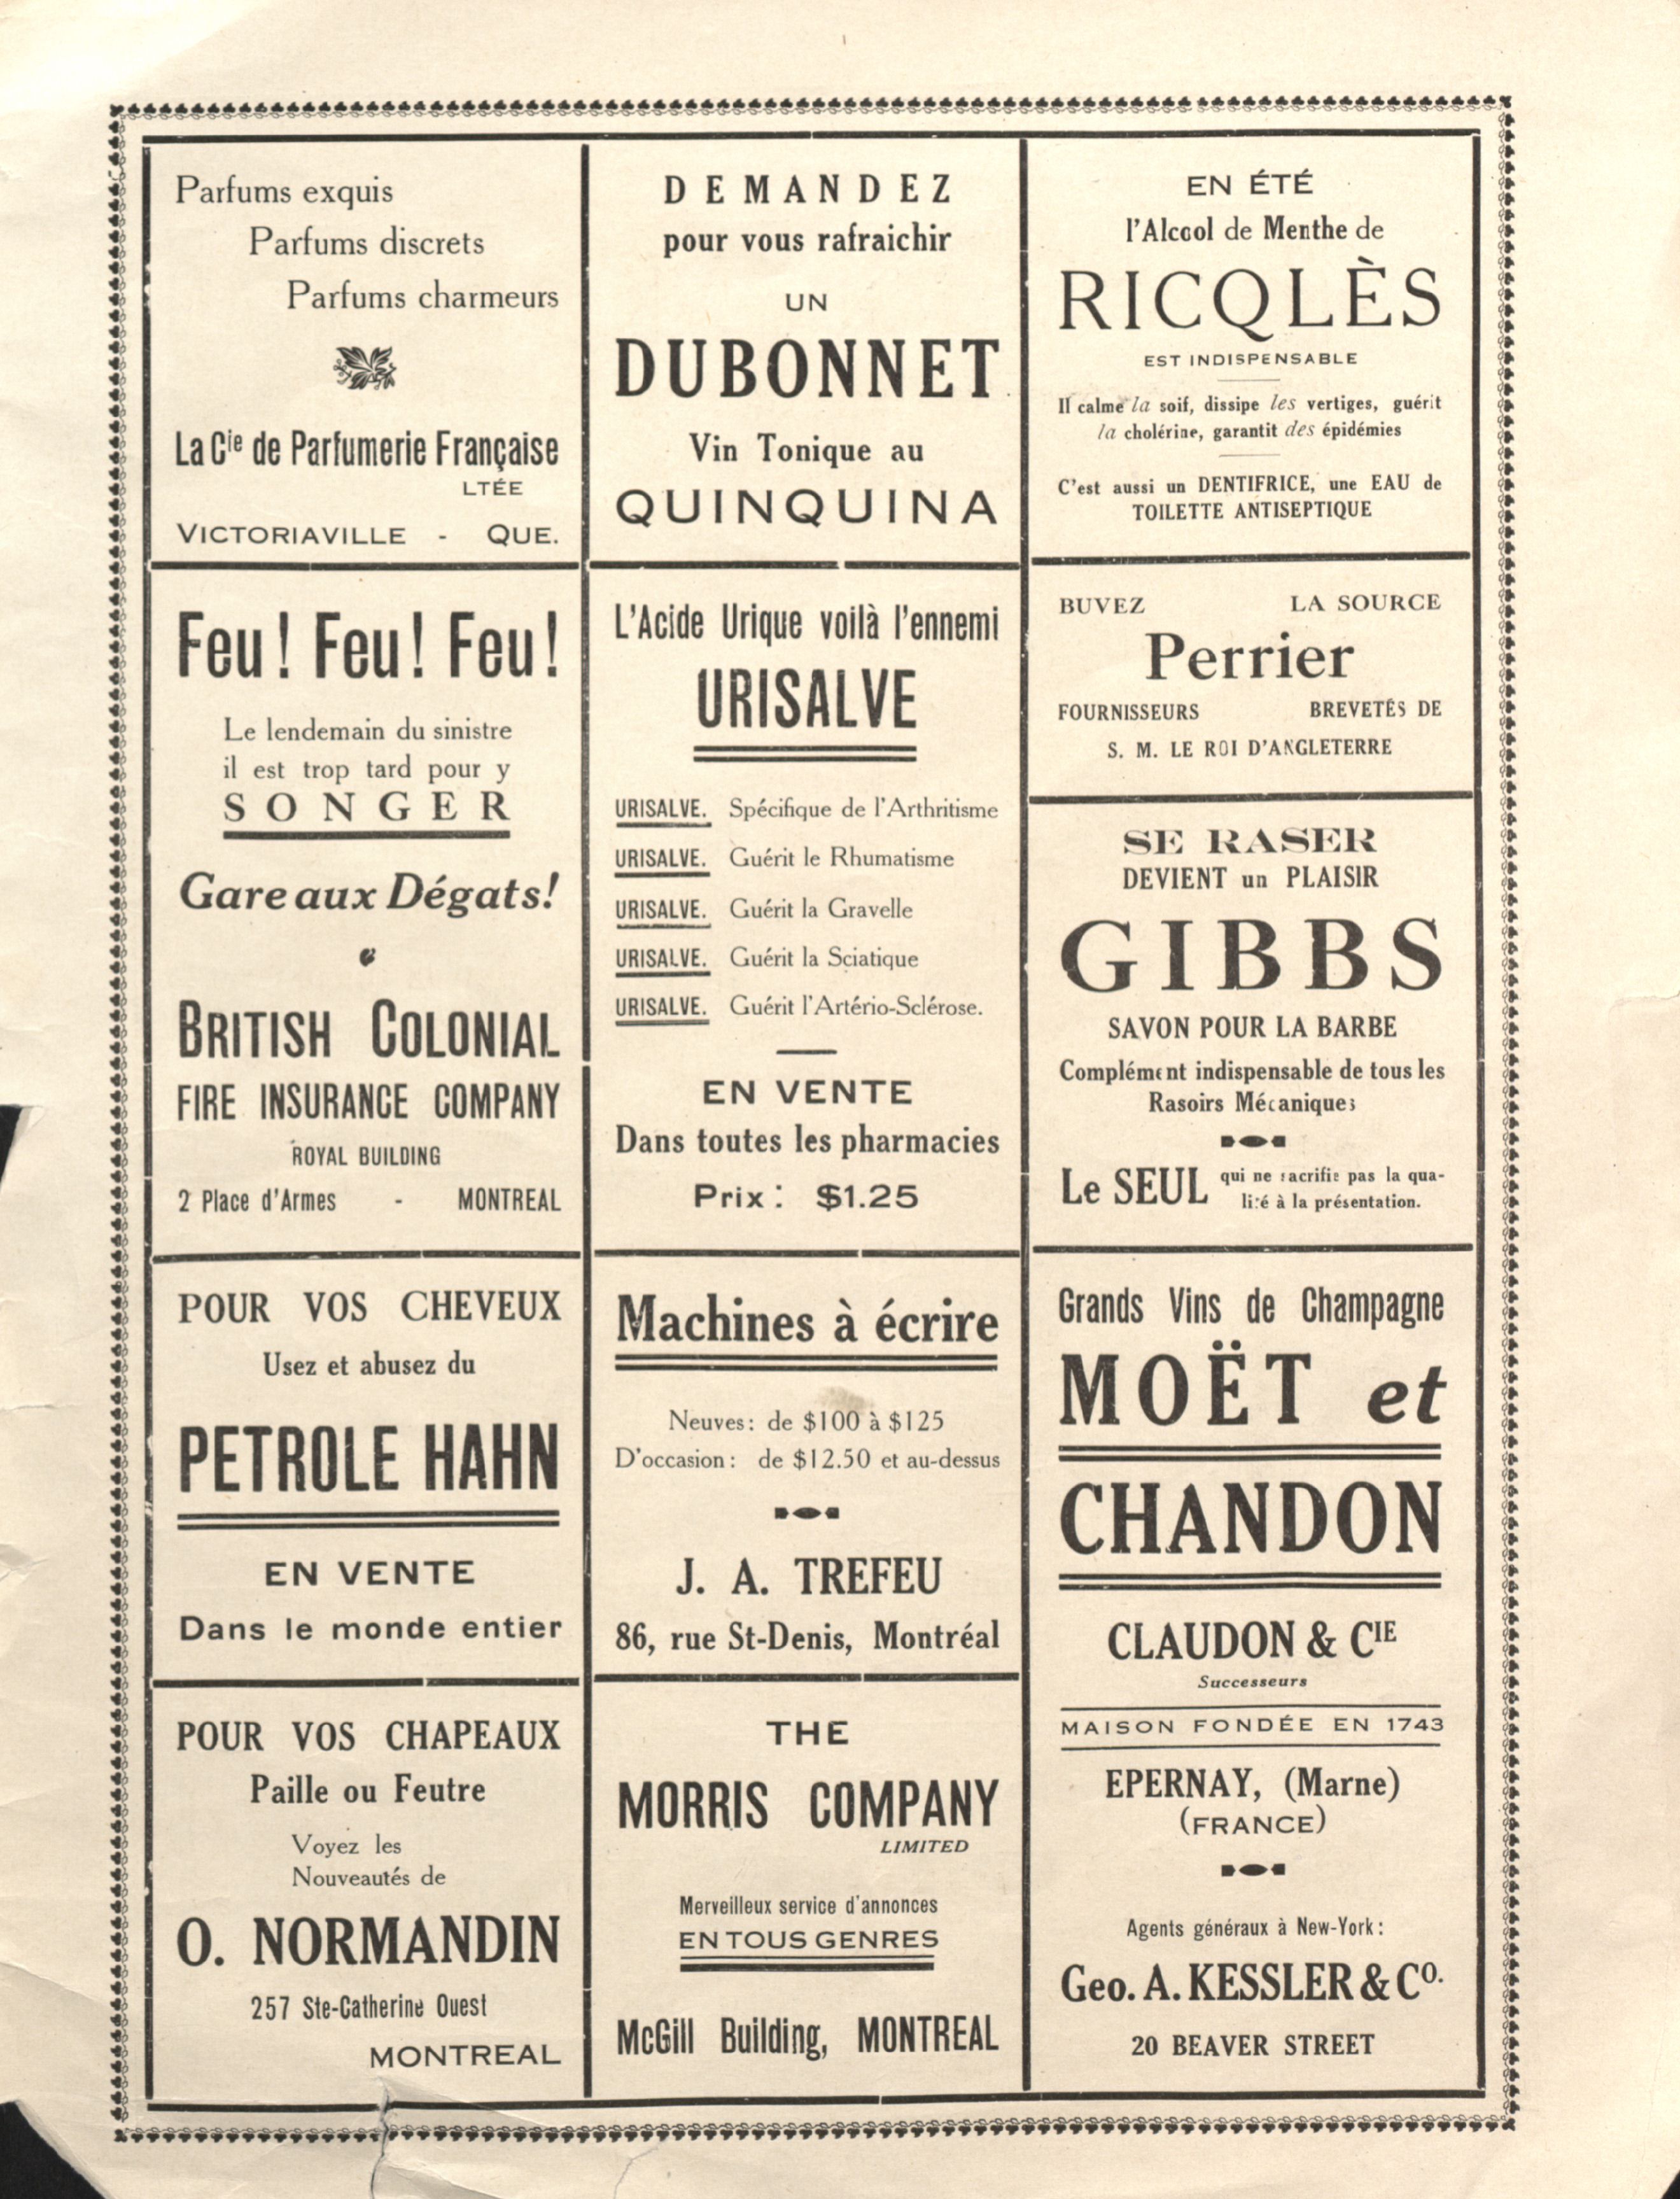 Parfums exquis
Parfums discrets
Parfums charmeurs
La Cie de Parfumerie Française
LTÉE
VICTORIAVILLE - QUE.
Feu! Feu! Feu!
Le lendemain du sinistre
il est trop tard pour y
SONGER
Gare aux Dégats!
BRITISH COLONIAL
FIRE INSURANCE COMPANY
ROYAL BUILDING
2 Place d'Armes - MONTREAL
POUR VOS CHEVEUX
Usez et abusez du
PETROLE HAHN
EN VENTE
Dans le monde entier
POUR VOS CHAPEAUX
Paille ou Feutre
Voyez les
Nouveautés de
O. NORMANDIN
257 Ste-Catherine Ouest
MONTREAL
DEMANDEZ
pour vous rafraichir
UN
DUBONNET
Vin Tonique au
QUINQUINA
L'Acide Urique voilà l'ennemi
URISALVE
URISALVE. Spécifique de l'Arthritisme
URISALVE. Guérit le Rhumatisme
URISALVE. Guérit la Gravelle
URISALVE. Guérit la Sciatique
URISALVE. Guérit l'Artério-Sclérose.
EN VENTE
Dans toutes les pharmacies
Prix: $1.25
Machines à écrire
Neuves: de $100 à $125
D'occasion: de $12.50 et au-dessus
J. A. TREFEU
86, rue St-Denis, Montréal
THE
MORRIS COMPANY
LIMITED
Merveilleux service d'annonces
EN TOUS GENRES
McGill Building, MONTREAL
EN ÉTÉ
l'Alcool de Menthe de
RICQLÈS
EST INDISPENSABLE
Il calme la soif, dissipe les vertiges, guérit
la cholérine, garantit des épidémies
C'est aussi un DENTIFRICE, une EAU de
TOILETTE ANTISEPTIQUE
BUVEZ LA SOURCE
Perrier
FOURNISSEURS BREVETÉS DE
S. M. LE ROI D'ANGLETERRE
SE RASER
DEVIENT un PLAISIR
GIBBS
SAVON POUR LA BARBE
Complément indispensable de tous les
Rasoirs Mécaniques
Le SEUL qui ne sacrifie pas la qua-
lité à la présentation.
Grands Vins de Champagne
MOËT et
CHANDON
CLAUDON & CIE
Successeurs
MAISON FONDÉE EN 1743
EPERNAY, (Marne)
(FRANCE)
Agents généraux à New-York:
Geo. A. KESSLER & CO.
20 BEAVER STREET